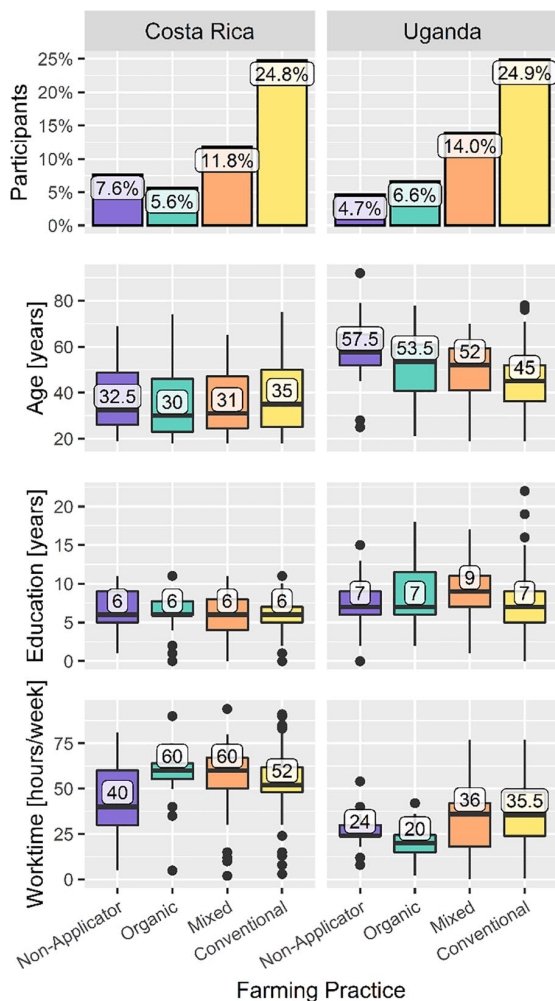 Costa Rica Uganda
Participants
25%
20%
15%
10%
5%
0%
7.6% 5.6% 11.8% 24.8% 4.7% 6.6% 14.0% 24.9%
Age [years]
80
60
40
20
32.5 30 31 35 57.5 53.5 52 45
Education [years]
20
15
10
5
0
6 6 6 6 7 7 9 7
Worktime [hours/week]
75
50
25
0
40 60 60 52 24 20 36 35.5
Non-Applicator Organic Mixed Conventional Non-Applicator Organic Mixed Conventional
Farming Practice